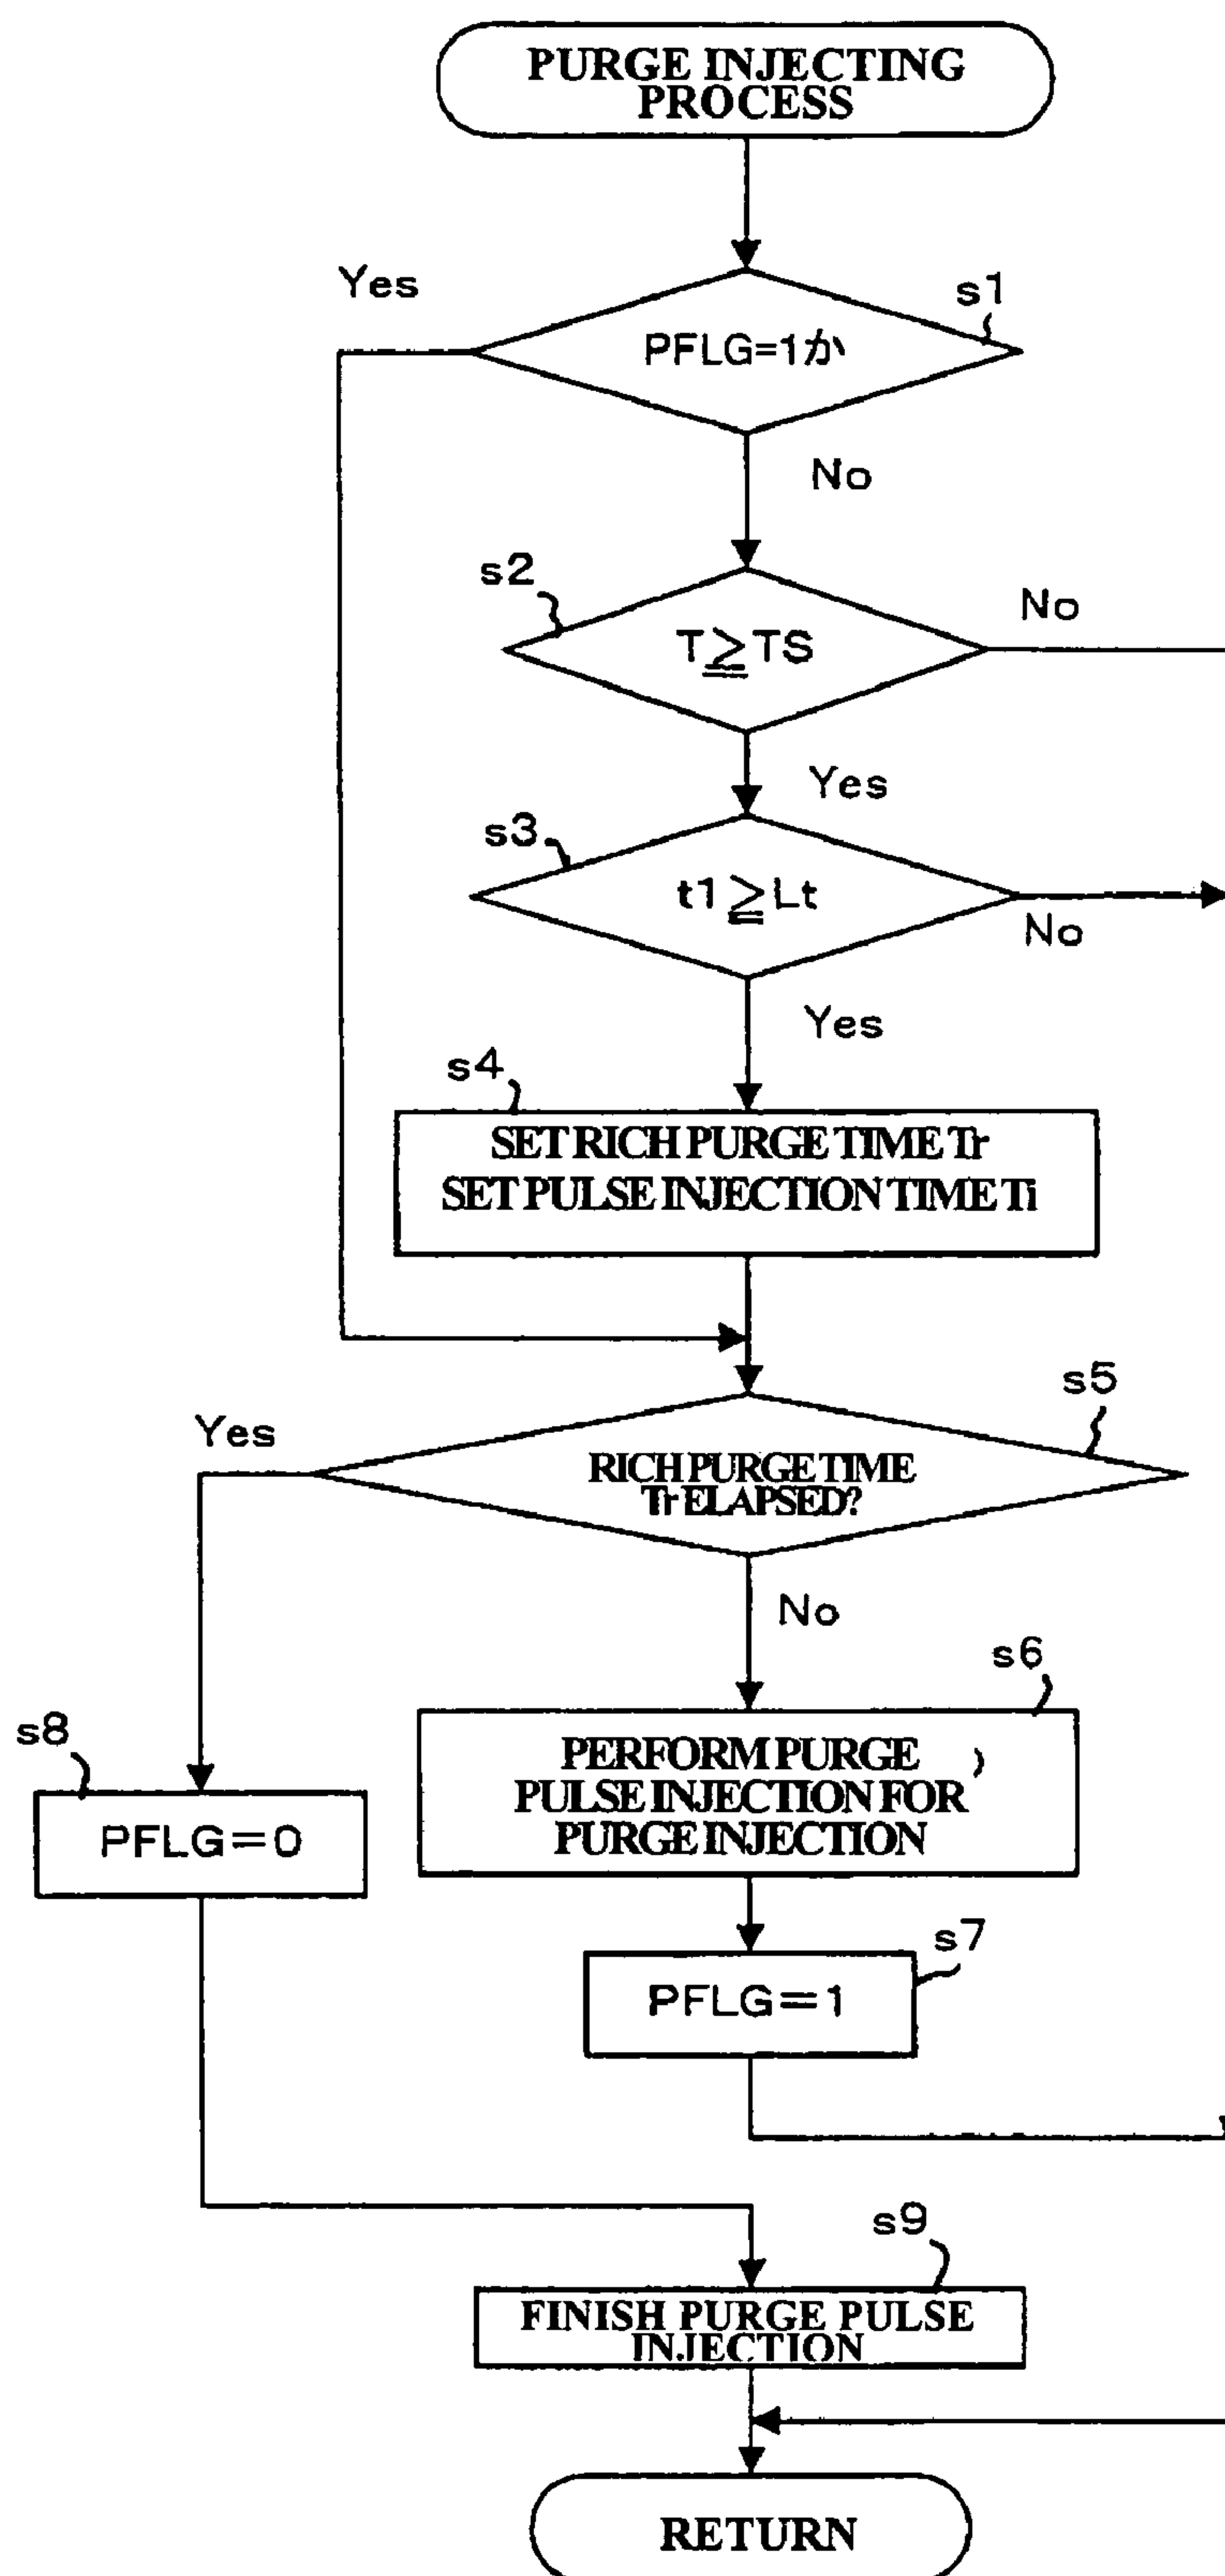 PURGE INJECTING
PROCESS
Yes
s1
PFLG=1か
No
s2
No
T≧TS
Yes
s3
t1≧Lt
No
Yes
s4
SET RICH PURGE TIME Tr
SET PULSE INJECTION TIME Ti
s5
Yes
RICH PURGE TIME
Tr ELAPSED?
No
s6
s8
PERFORM PURGE
PULSE INJECTION FOR
PURGE INJECTION
PFLG=0
s7
PFLG=1
s9
FINISH PURGE PULSE
INJECTION
RETURN